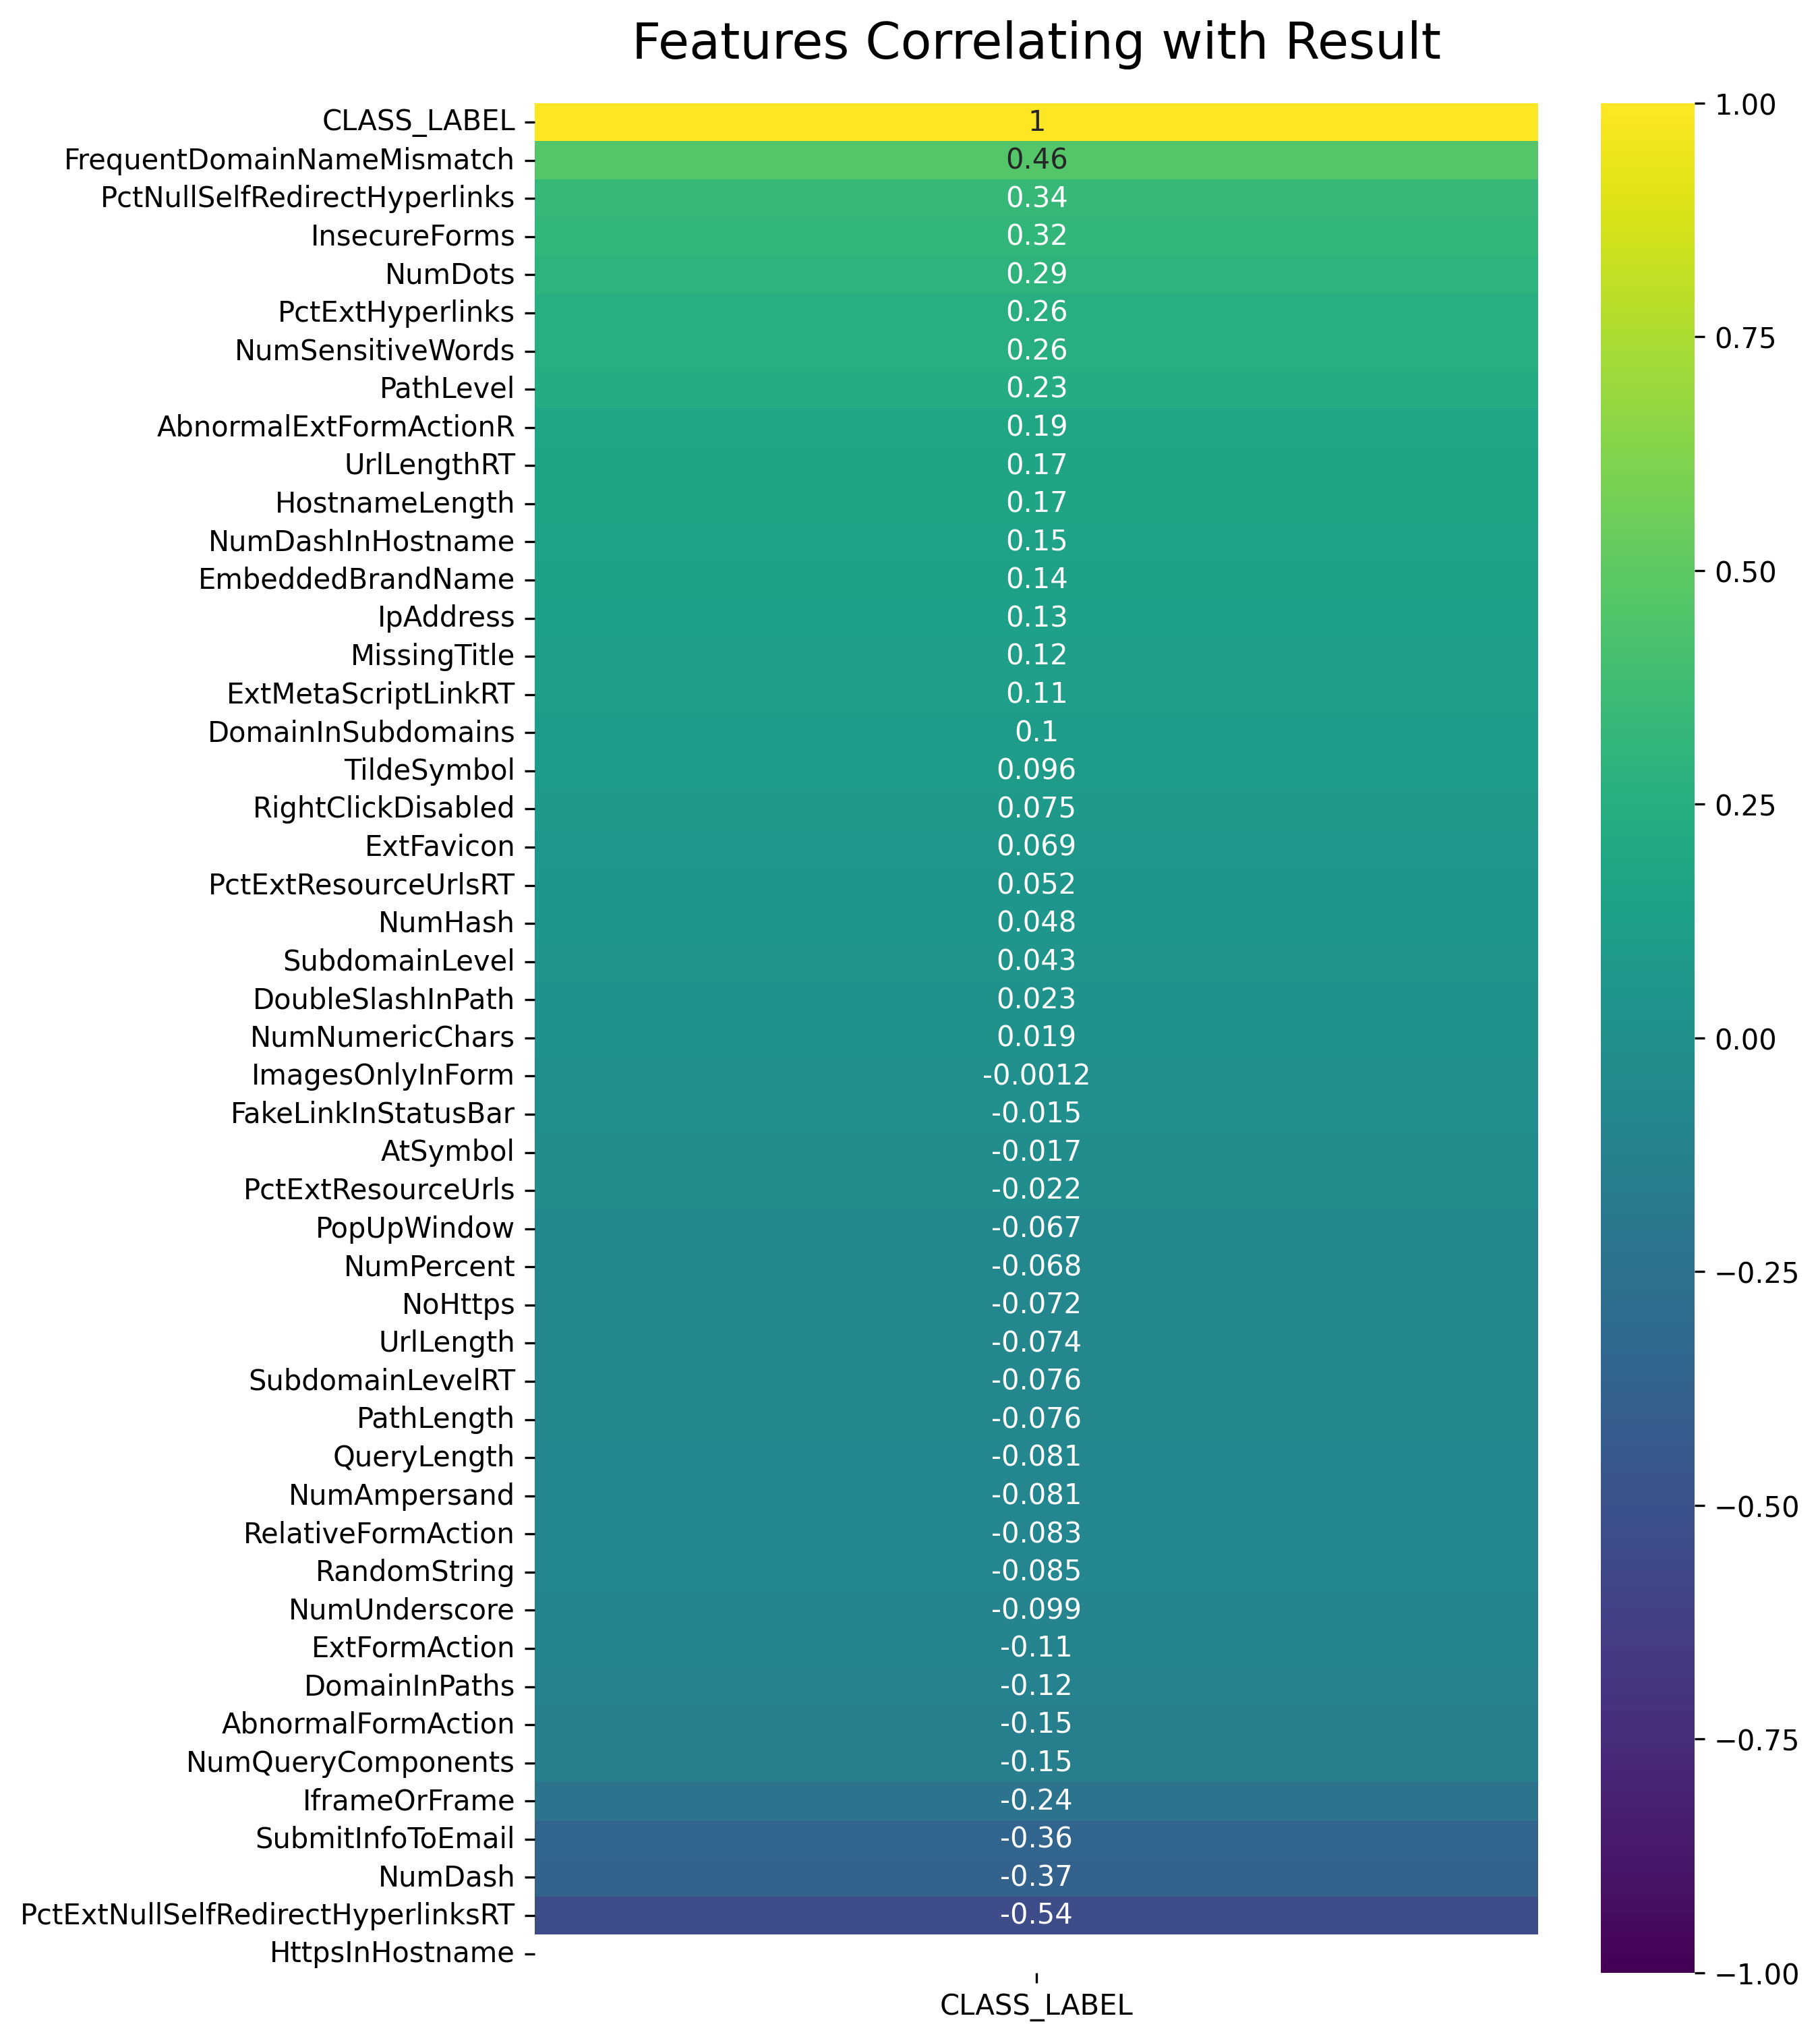 Features Correlating with Result
CLASS_LABEL 1
FrequentDomainNameMismatch 0.46
PctNullSelfRedirectHyperlinks 0.34
InsecureForms 0.32
NumDots 0.29
PctExtHyperlinks 0.26
NumSensitiveWords 0.26
PathLevel 0.23
AbnormalExtFormActionR 0.19
UrlLengthRT 0.17
HostnameLength 0.17
NumDashInHostname 0.15
EmbeddedBrandName 0.14
IpAddress 0.13
MissingTitle 0.12
ExtMetaScriptLinkRT 0.11
DomainInSubdomains 0.1
TildeSymbol 0.096
RightClickDisabled 0.075
ExtFavicon 0.069
PctExtResourceUrlsRT 0.052
NumHash 0.048
SubdomainLevel 0.043
DoubleSlashInPath 0.023
NumNumericChars 0.019
ImagesOnlyInForm -0.0012
FakeLinkInStatusBar -0.015
AtSymbol -0.017
PctExtResourceUrls -0.022
PopUpWindow -0.067
NumPercent -0.068
NoHttps -0.072
UrlLength -0.074
SubdomainLevelRT -0.076
PathLength -0.076
QueryLength -0.081
NumAmpersand -0.081
RelativeFormAction -0.083
RandomString -0.085
NumUnderscore -0.099
ExtFormAction -0.11
DomainInPaths -0.12
AbnormalFormAction -0.15
NumQueryComponents -0.15
IframeOrFrame -0.24
SubmitInfoToEmail -0.36
NumDash -0.37
PctExtNullSelfRedirectHyperlinksRT -0.54
HttpsInHostname
CLASS_LABEL
1.00
0.75
0.50
0.25
0.00
−0.25
−0.50
−0.75
−1.00